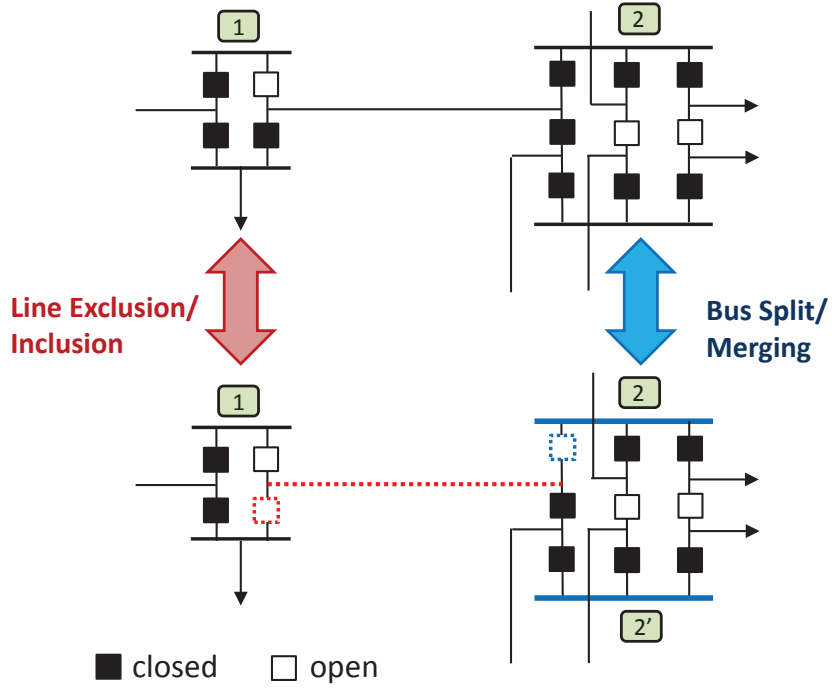 1
2
Line Exclusion/
Inclusion
Bus Split/
Merging
1
2
2'
closed
open